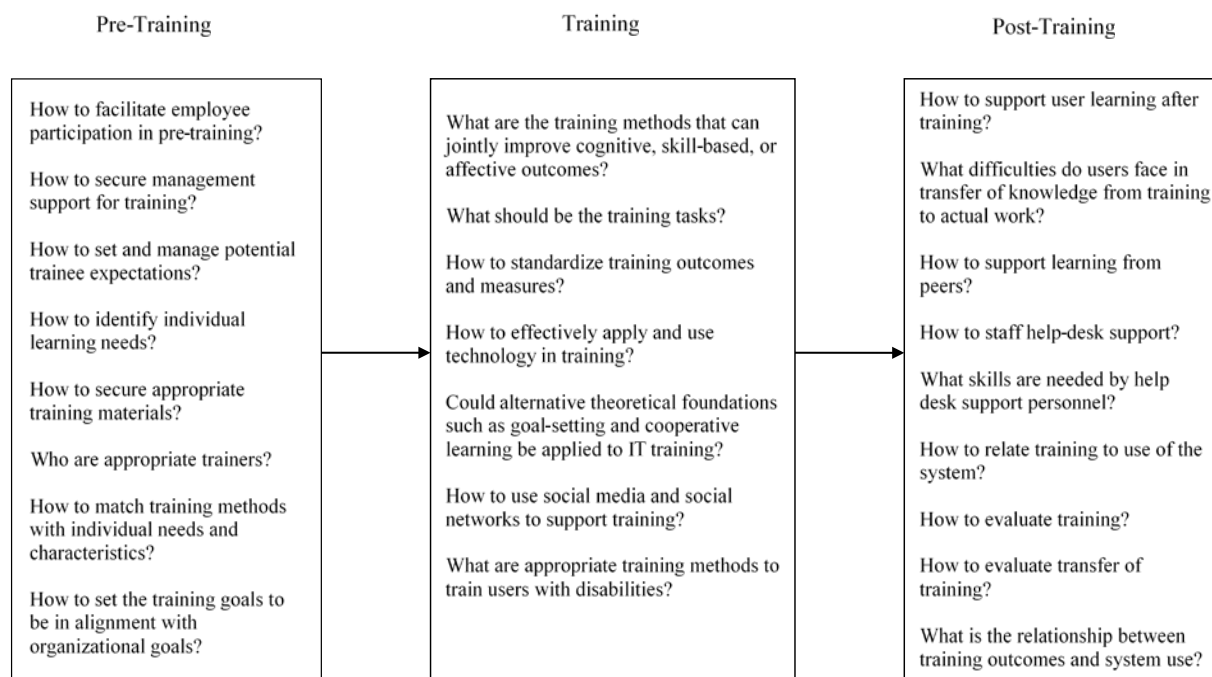 Pre-Training
Training
Post-Training
How to facilitate employee
participation in pre-training?
How to secure management
support for training?
How to set and manage potential
trainee expectations?
How to identify individual
learning needs?
How to secure appropriate
training materials?
Who are appropriate trainers?
How to match training methods
with individual needs and
characteristics?
How to set the training goals to
be in alignment with
organizational goals?
What are the training methods that can
jointly improve cognitive, skill-based, or
affective outcomes?
What should be the training tasks?
How to standardize training outcomes
and measures?
How to effectively apply and use
technology in training?
Could alternative theoretical foundations
such as goal-setting and cooperative
learning be applied to IT training?
How to use social media and social
networks to support training?
What are appropriate training methods to
train users with disabilities?
How to support user learning after
training?
What difficulties do users face in
transfer of knowledge from training
to actual work?
How to support learning from
peers?
How to staff help-desk support?
What skills are needed by help
desk support personnel?
How to relate training to use of the
system?
How to evaluate training?
How to evaluate transfer of
training?
What is the relationship between
training outcomes and system use?